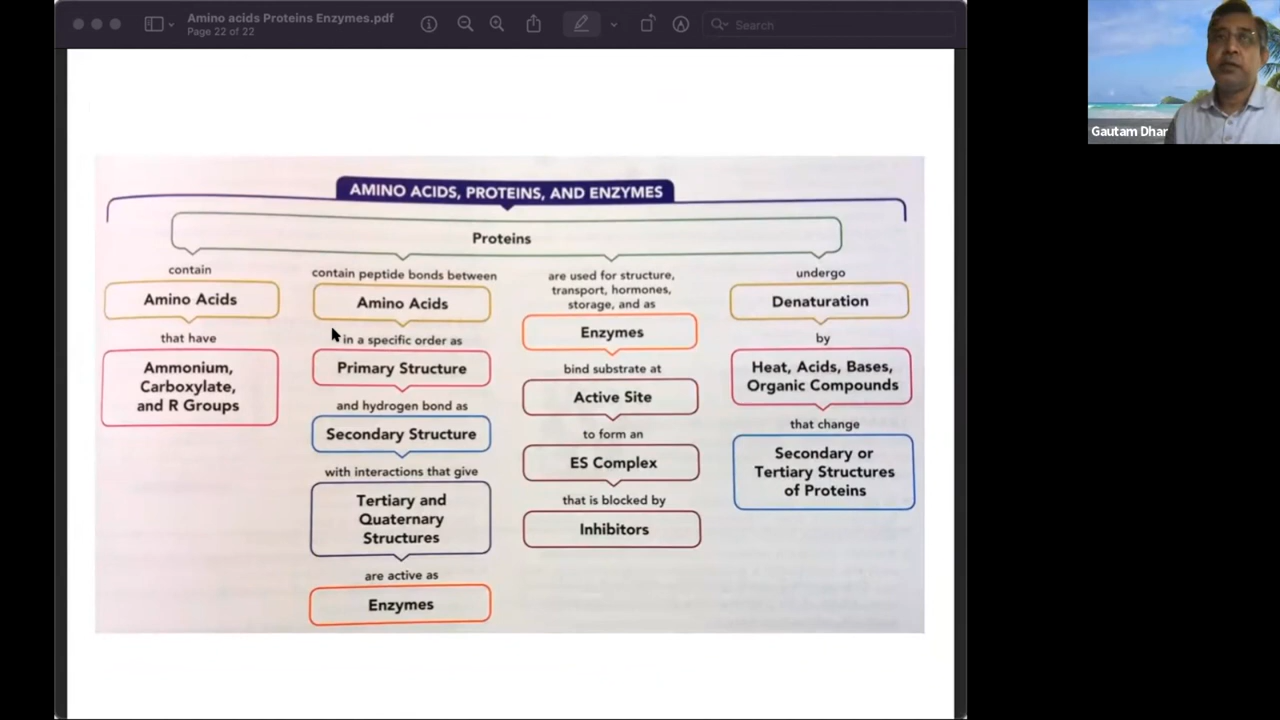 Amino acids Proteins Enzymes.pdf
Page 22 of 22
Search
Gautam Dhar
AMINO ACIDS, PROTEINS, AND ENZYMES
Proteins
contain
Amino Acids
that have
Ammonium,
Carboxylate,
and R Groups
contain peptide bonds between
Amino Acids
in a specific order as
Primary Structure
and hydrogen bond as
Secondary Structure
with interactions that give
Tertiary and
Quaternary
Structures
are active as
Enzymes
are used for structure,
transport, hormones,
storage, and as
Enzymes
bind substrate at
Active Site
to form an
ES Complex
that is blocked by
Inhibitors
undergo
Denaturation
by
Heat, Acids, Bases,
Organic Compounds
that change
Secondary or
Tertiary Structures
of Proteins